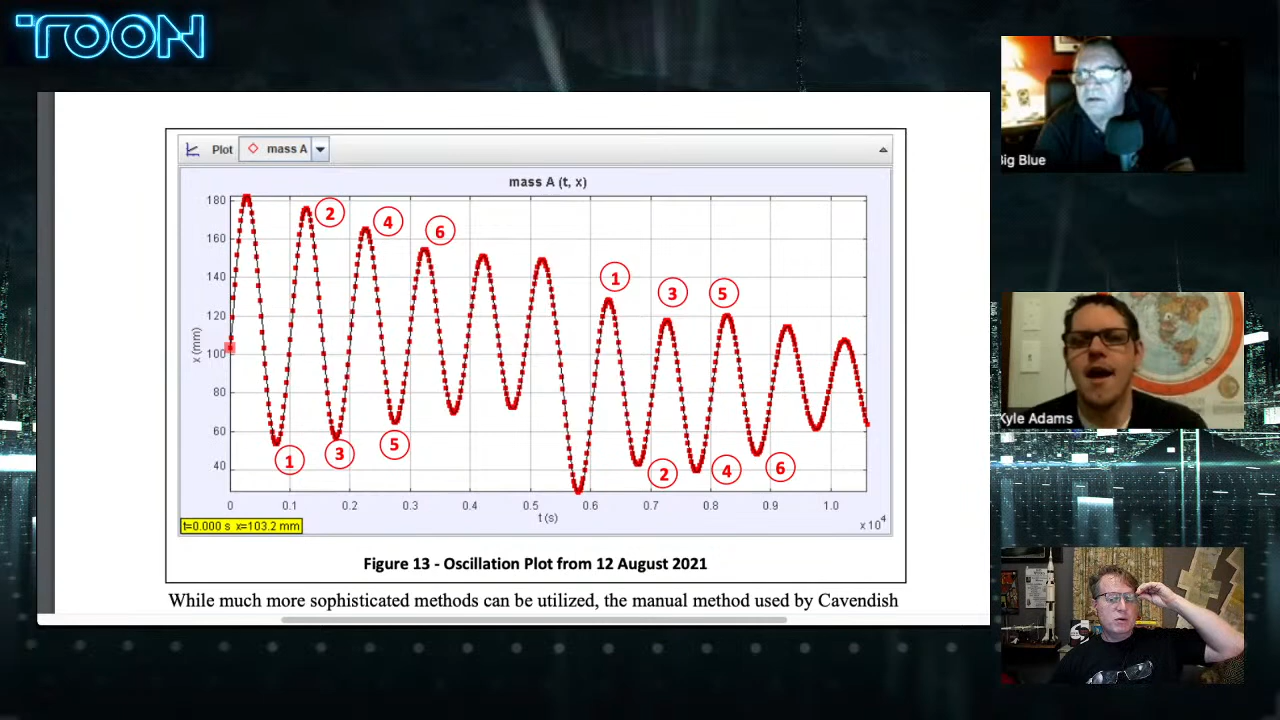 TOON
Plot
mass A
mass A (t, x)
180
160
140
120
100
80
60
40
x (mm)
2
4
6
1
3
5
1
3
5
2
4
6
0
0.1
0.2
0.3
0.4
0.5
0.6
0.7
0.8
0.9
1.0
t (s)
x 10⁴
t=0.000 s x=103.2 mm
Figure 13 - Oscillation Plot from 12 August 2021
While much more sophisticated methods can be utilized, the manual method used by Cavendish
Big Blue
Kyle Adams